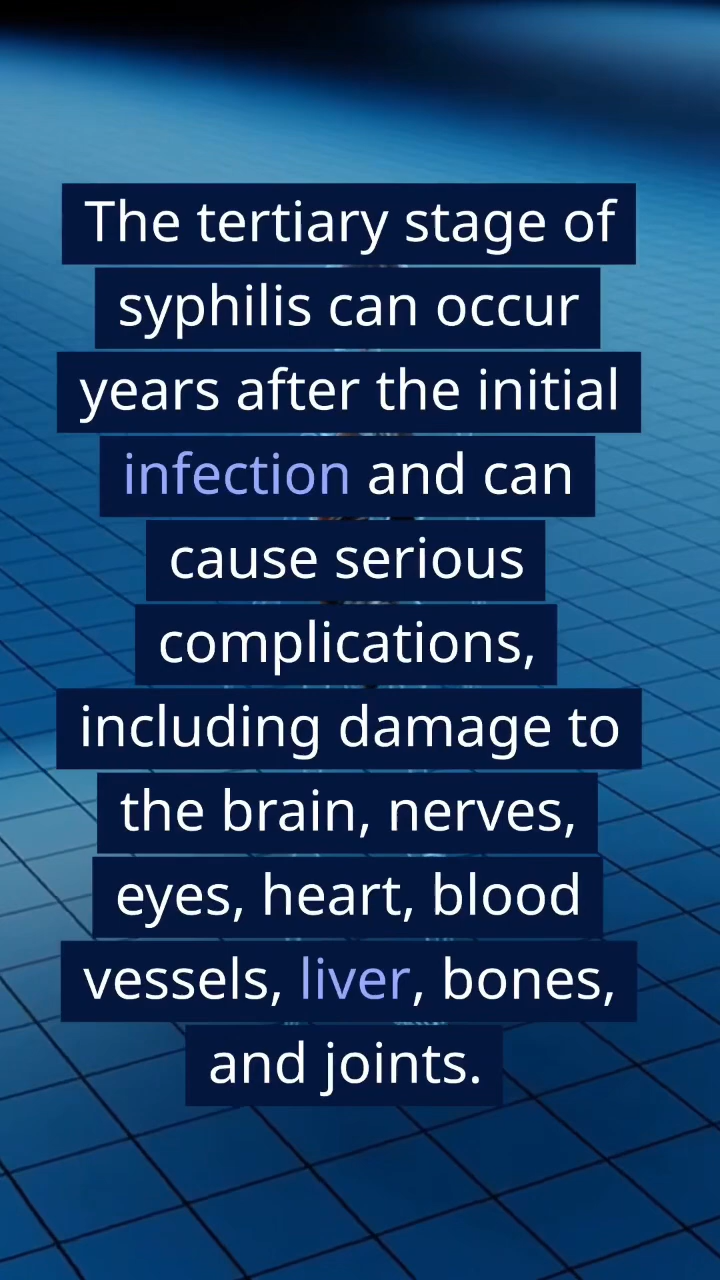 The tertiary stage of
syphilis can occur
years after the initial
infection and can
cause serious
complications,
including damage to
the brain, nerves,
eyes, heart, blood
vessels, liver, bones,
and joints.